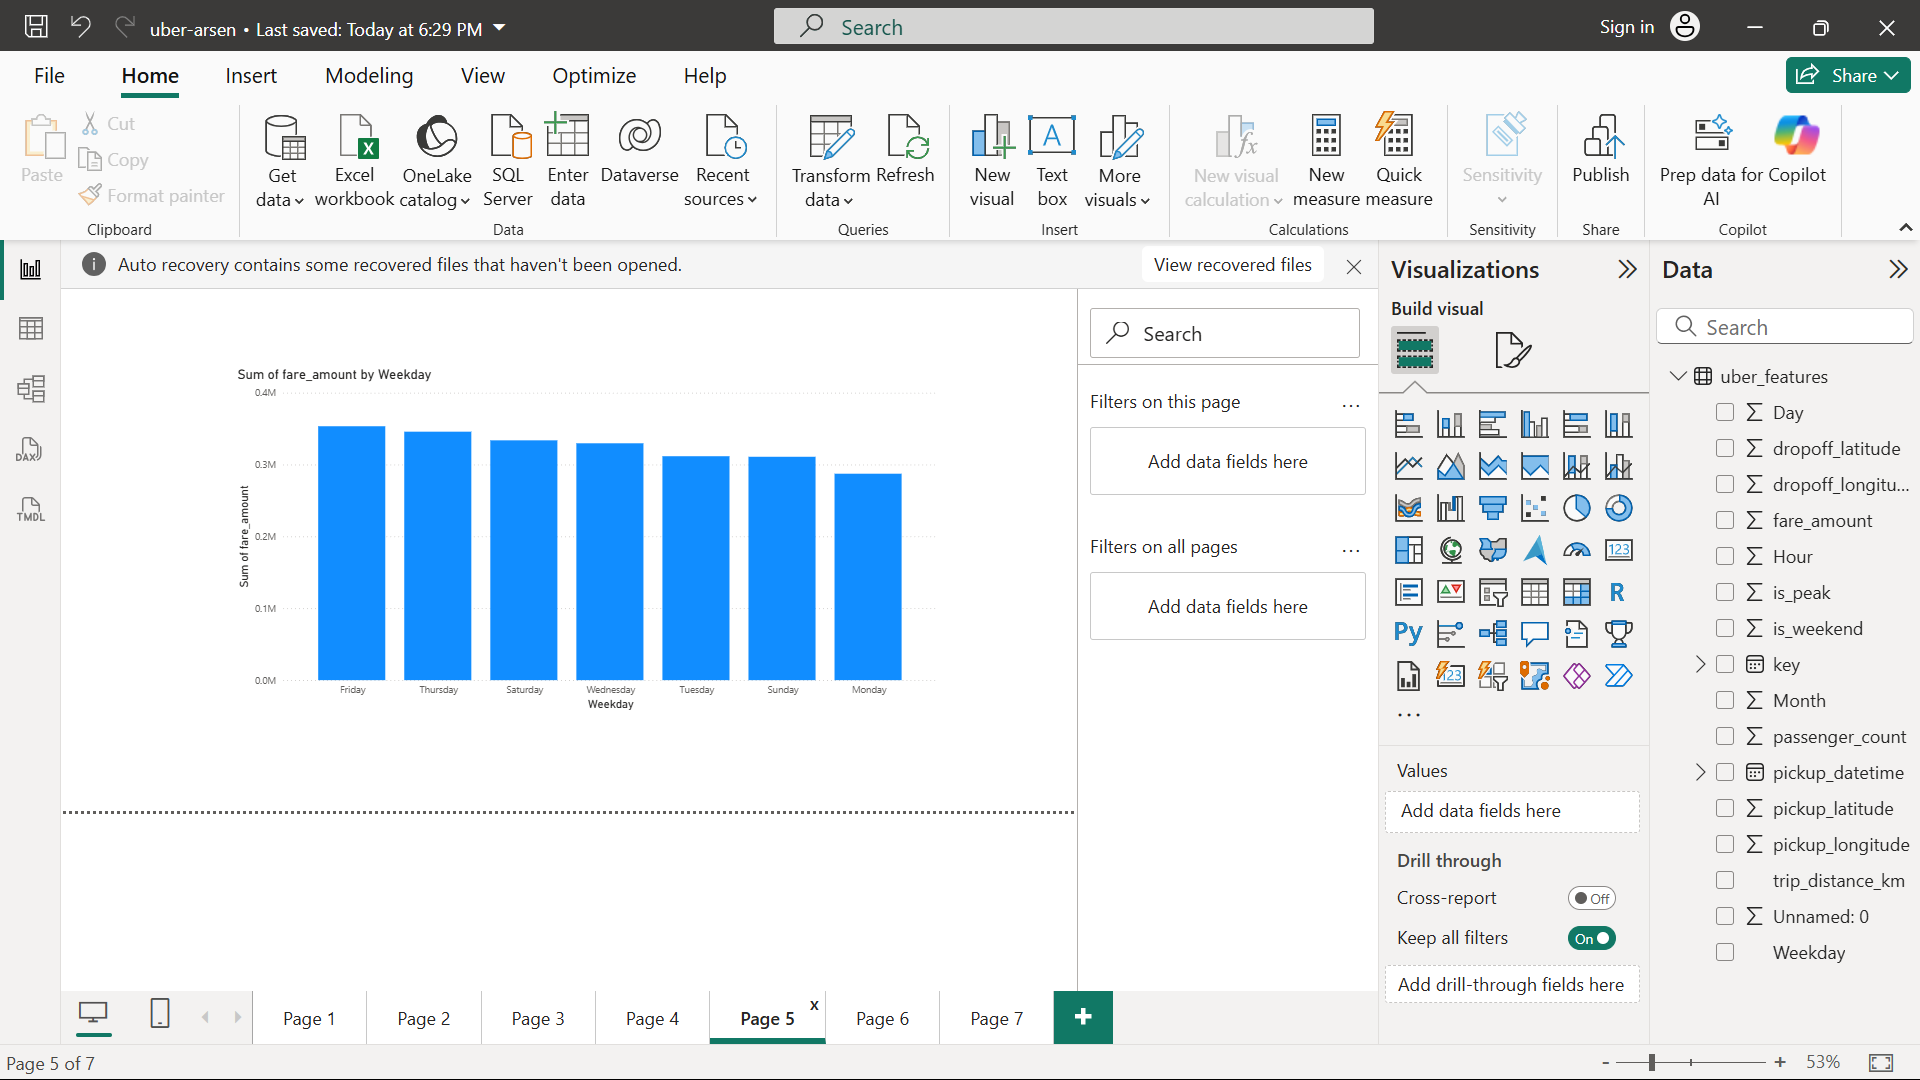 uber-arsen • Last saved: Today at 6:29 PM
Search
Sign in
File
Home
Insert
Modeling
View
Optimize
Help
Share
Paste
Cut
Copy
Format painter
Clipboard
Get data
Excel workbook
OneLake catalog
SQL Server
Enter data
Dataverse
Recent sources
Data
Transform data
Refresh
Queries
New visual
A
Text box
More visuals
Insert
fx
New visual calculation
New measure
Quick measure
Calculations
Sensitivity
Sensitivity
Publish
Share
Prep data for AI
Copilot
Copilot
DAX
TMDL
Auto recovery contains some recovered files that haven't been opened.
View recovered files
Sum of fare_amount by Weekday
0.4M
0.3M
0.2M
0.1M
0.0M
Sum of fare_amount
Friday
Thursday
Saturday
Wednesday
Tuesday
Sunday
Monday
Weekday
Search
Filters on this page
...
Add data fields here
Filters on all pages
...
Add data fields here
Visualizations
Build visual
123
R
Py
123
...
Values
Add data fields here
Drill through
Cross-report
Off
Keep all filters
On
Add drill-through fields here
Data
Search
uber_features
Day
dropoff_latitude
dropoff_longitu...
fare_amount
Hour
is_peak
is_weekend
key
Month
passenger_count
pickup_datetime
pickup_latitude
pickup_longitude
trip_distance_km
Unnamed: 0
Weekday
Page 1
Page 2
Page 3
Page 4
Page 5
x
Page 6
Page 7
+
Page 5 of 7
- + 53%